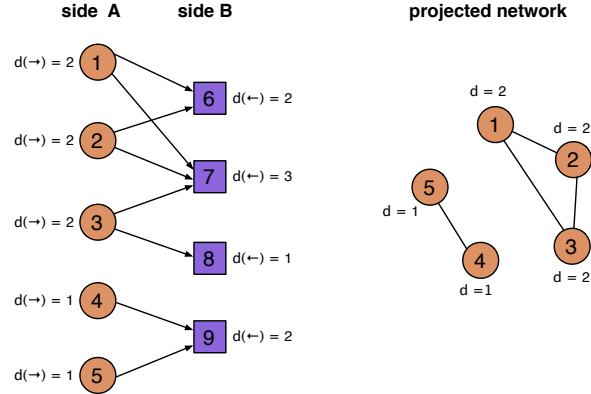 side A side B projected network
d(→) = 2 1
6 d(←) = 2
d(→) = 2 2
7 d(←) = 3
d(→) = 2 3
8 d(←) = 1
d(→) = 1 4
9 d(←) = 2
d(→) = 1 5
d = 2
1
d = 2
2
5
d = 1
3
4
d = 2
d =1